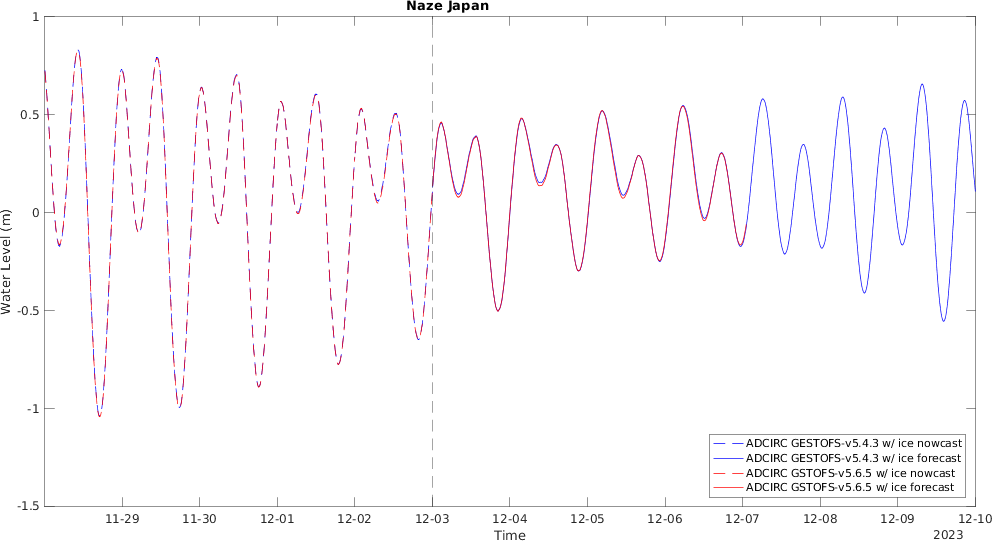 Naze Japan
1
0.5
0
-0.5
-1
-1.5
Water Level (m)
11-29 11-30 12-01 12-02 12-03 12-04 12-05 12-06 12-07 12-08 12-09 12-10
Time
2023
ADCIRC GESTOFS-v5.4.3 w/ ice nowcast
ADCIRC GESTOFS-v5.4.3 w/ ice forecast
ADCIRC GSTOFS-v5.6.5 w/ ice nowcast
ADCIRC GSTOFS-v5.6.5 w/ ice forecast